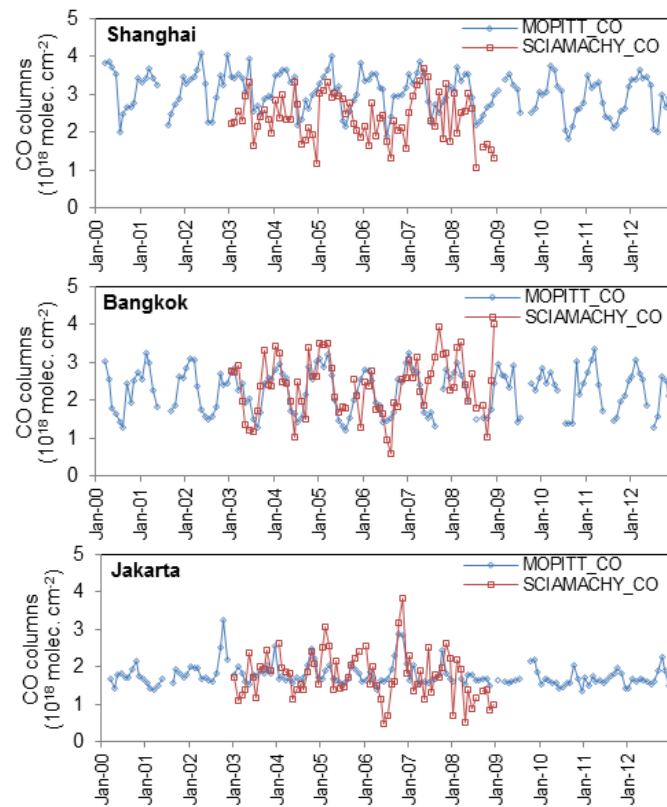 Shanghai
MOPITT_CO
SCIAMACHY_CO
CO columns
(10¹⁸ molec. cm⁻²)
5
4
3
2
1
0
Jan-00
Jan-01
Jan-02
Jan-03
Jan-04
Jan-05
Jan-06
Jan-07
Jan-08
Jan-09
Jan-10
Jan-11
Jan-12
Bangkok
MOPITT_CO
SCIAMACHY_CO
CO columns
(10¹⁸ molec. cm⁻²)
5
4
3
2
1
0
Jan-00
Jan-01
Jan-02
Jan-03
Jan-04
Jan-05
Jan-06
Jan-07
Jan-08
Jan-09
Jan-10
Jan-11
Jan-12
Jakarta
MOPITT_CO
SCIAMACHY_CO
CO columns
(10¹⁸ molec. cm⁻²)
5
4
3
2
1
0
Jan-00
Jan-01
Jan-02
Jan-03
Jan-04
Jan-05
Jan-06
Jan-07
Jan-08
Jan-09
Jan-10
Jan-11
Jan-12